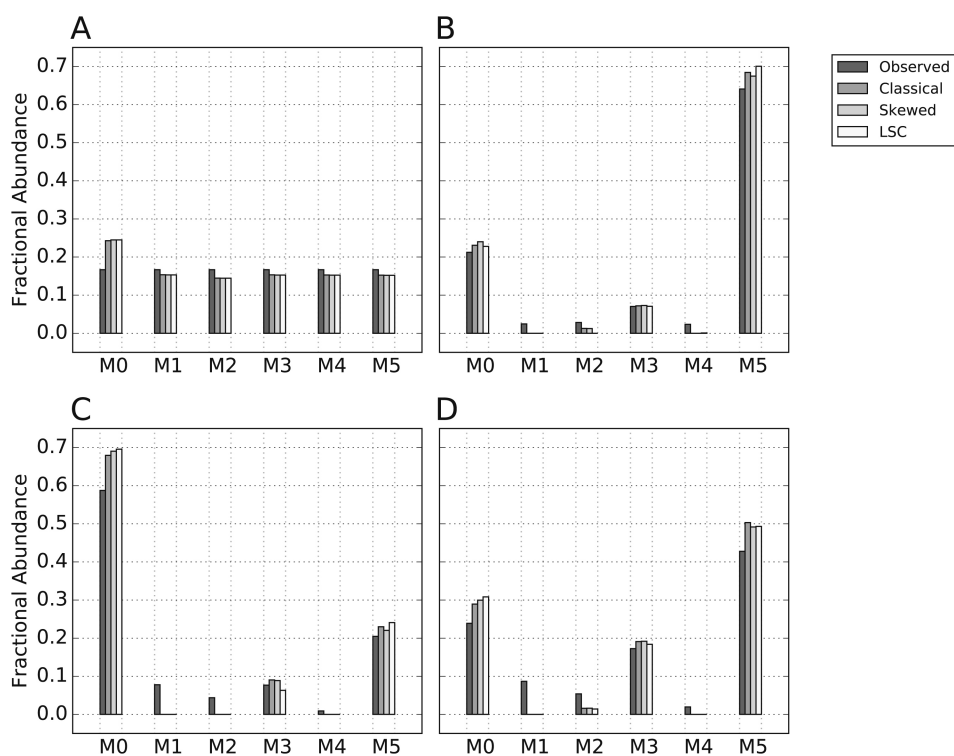 A
B
Fractional Abundance
0.7
0.6
0.5
0.4
0.3
0.2
0.1
0.0
M0 M1 M2 M3 M4 M5
M0 M1 M2 M3 M4 M5
Observed
Classical
Skewed
LSC
C
D
Fractional Abundance
0.7
0.6
0.5
0.4
0.3
0.2
0.1
0.0
M0 M1 M2 M3 M4 M5
M0 M1 M2 M3 M4 M5